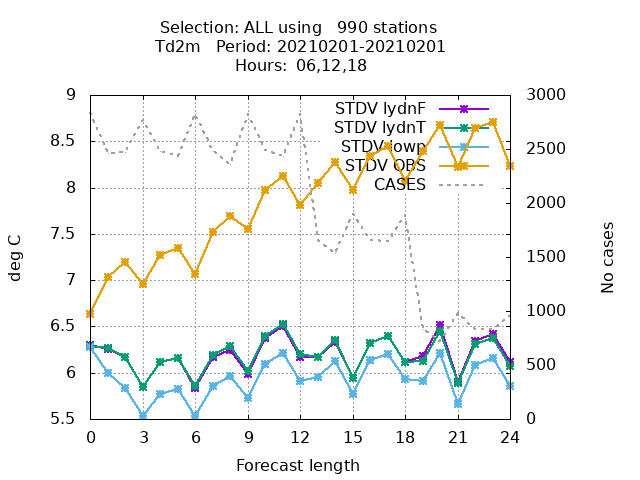 Selection: ALL using 990 stations
Td2m Period: 20210201-20210201
Hours: 06,12,18
STDV lydnF
STDV lydnT
STDV lowp
STDV OBS
CASES
9
8.5
8
7.5
7
6.5
6
5.5
3000
2500
2000
1500
1000
500
0
deg C
No cases
0 3 6 9 12 15 18 21 24
Forecast length